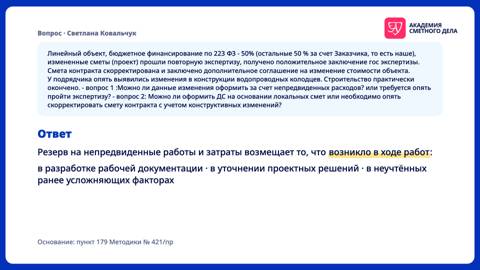 Вопрос · Светлана Ковальчук
АКАДЕМИЯ
СМЕТНОГО ДЕЛА
Линейный объект, бюджетное финансирование по 223 ФЗ - 50% (остальные 50 % за счет Заказчика, то есть наше),
измененные сметы (проект) прошли повторную экспертизу, получено положительное заключение гос экспертизы.
Смета контракта скорректирована и заключено дополнительное соглашение на изменение стоимости объекта.
У подрядчика опять выявились изменения в конструкции водопроводных колодцев. Строительство практически
окончено. - вопрос 1 :Можно ли данные изменения оформить за счет непредвиденных расходов? или требуется опять
пройти экспертизу? - вопрос 2: Можно ли оформить ДС на основании локальных смет или необходимо опять
скорректировать смету контракта с учетом конструктивных изменений?
Ответ
Резерв на непредвиденные работы и затраты возмещает то, что возникло в ходе работ:
в разработке рабочей документации · в уточнении проектных решений · в неучтённых
ранее усложняющих факторах
Основание: пункт 179 Методики № 421/пр